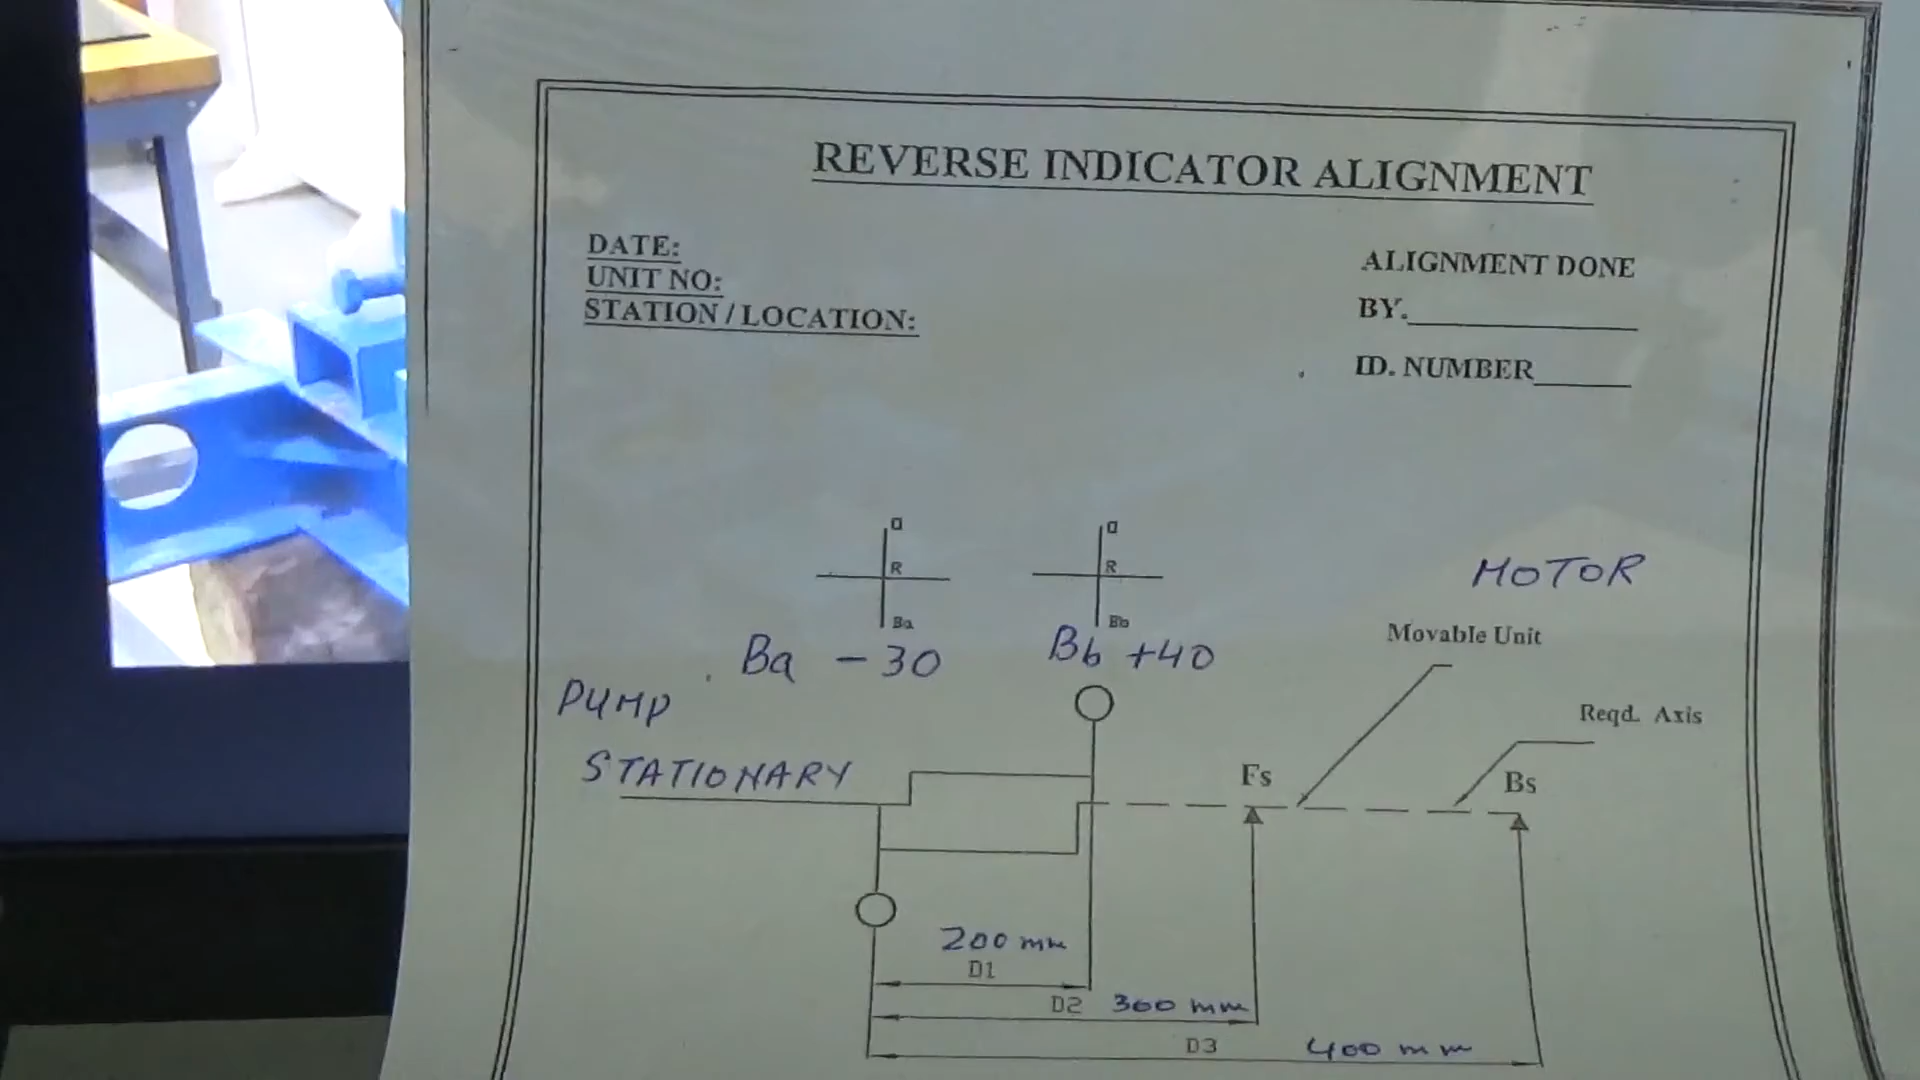 REVERSE INDICATOR ALIGNMENT
DATE:
UNIT NO:
STATION / LOCATION:
ALIGNMENT DONE
BY.
ID. NUMBER
0
R
Ba
0
R
Bb
Ba - 30
Bb +40
MOTOR
Movable Unit
PUMP
STATIONARY
Reqd. Axis
Fs
Bs
200 mm
D1
D2 300 mm
D3 400 mm